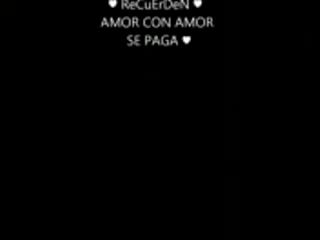 ♥ ReCuErDeN ♥
AMOR CON AMOR
SE PAGA ♥